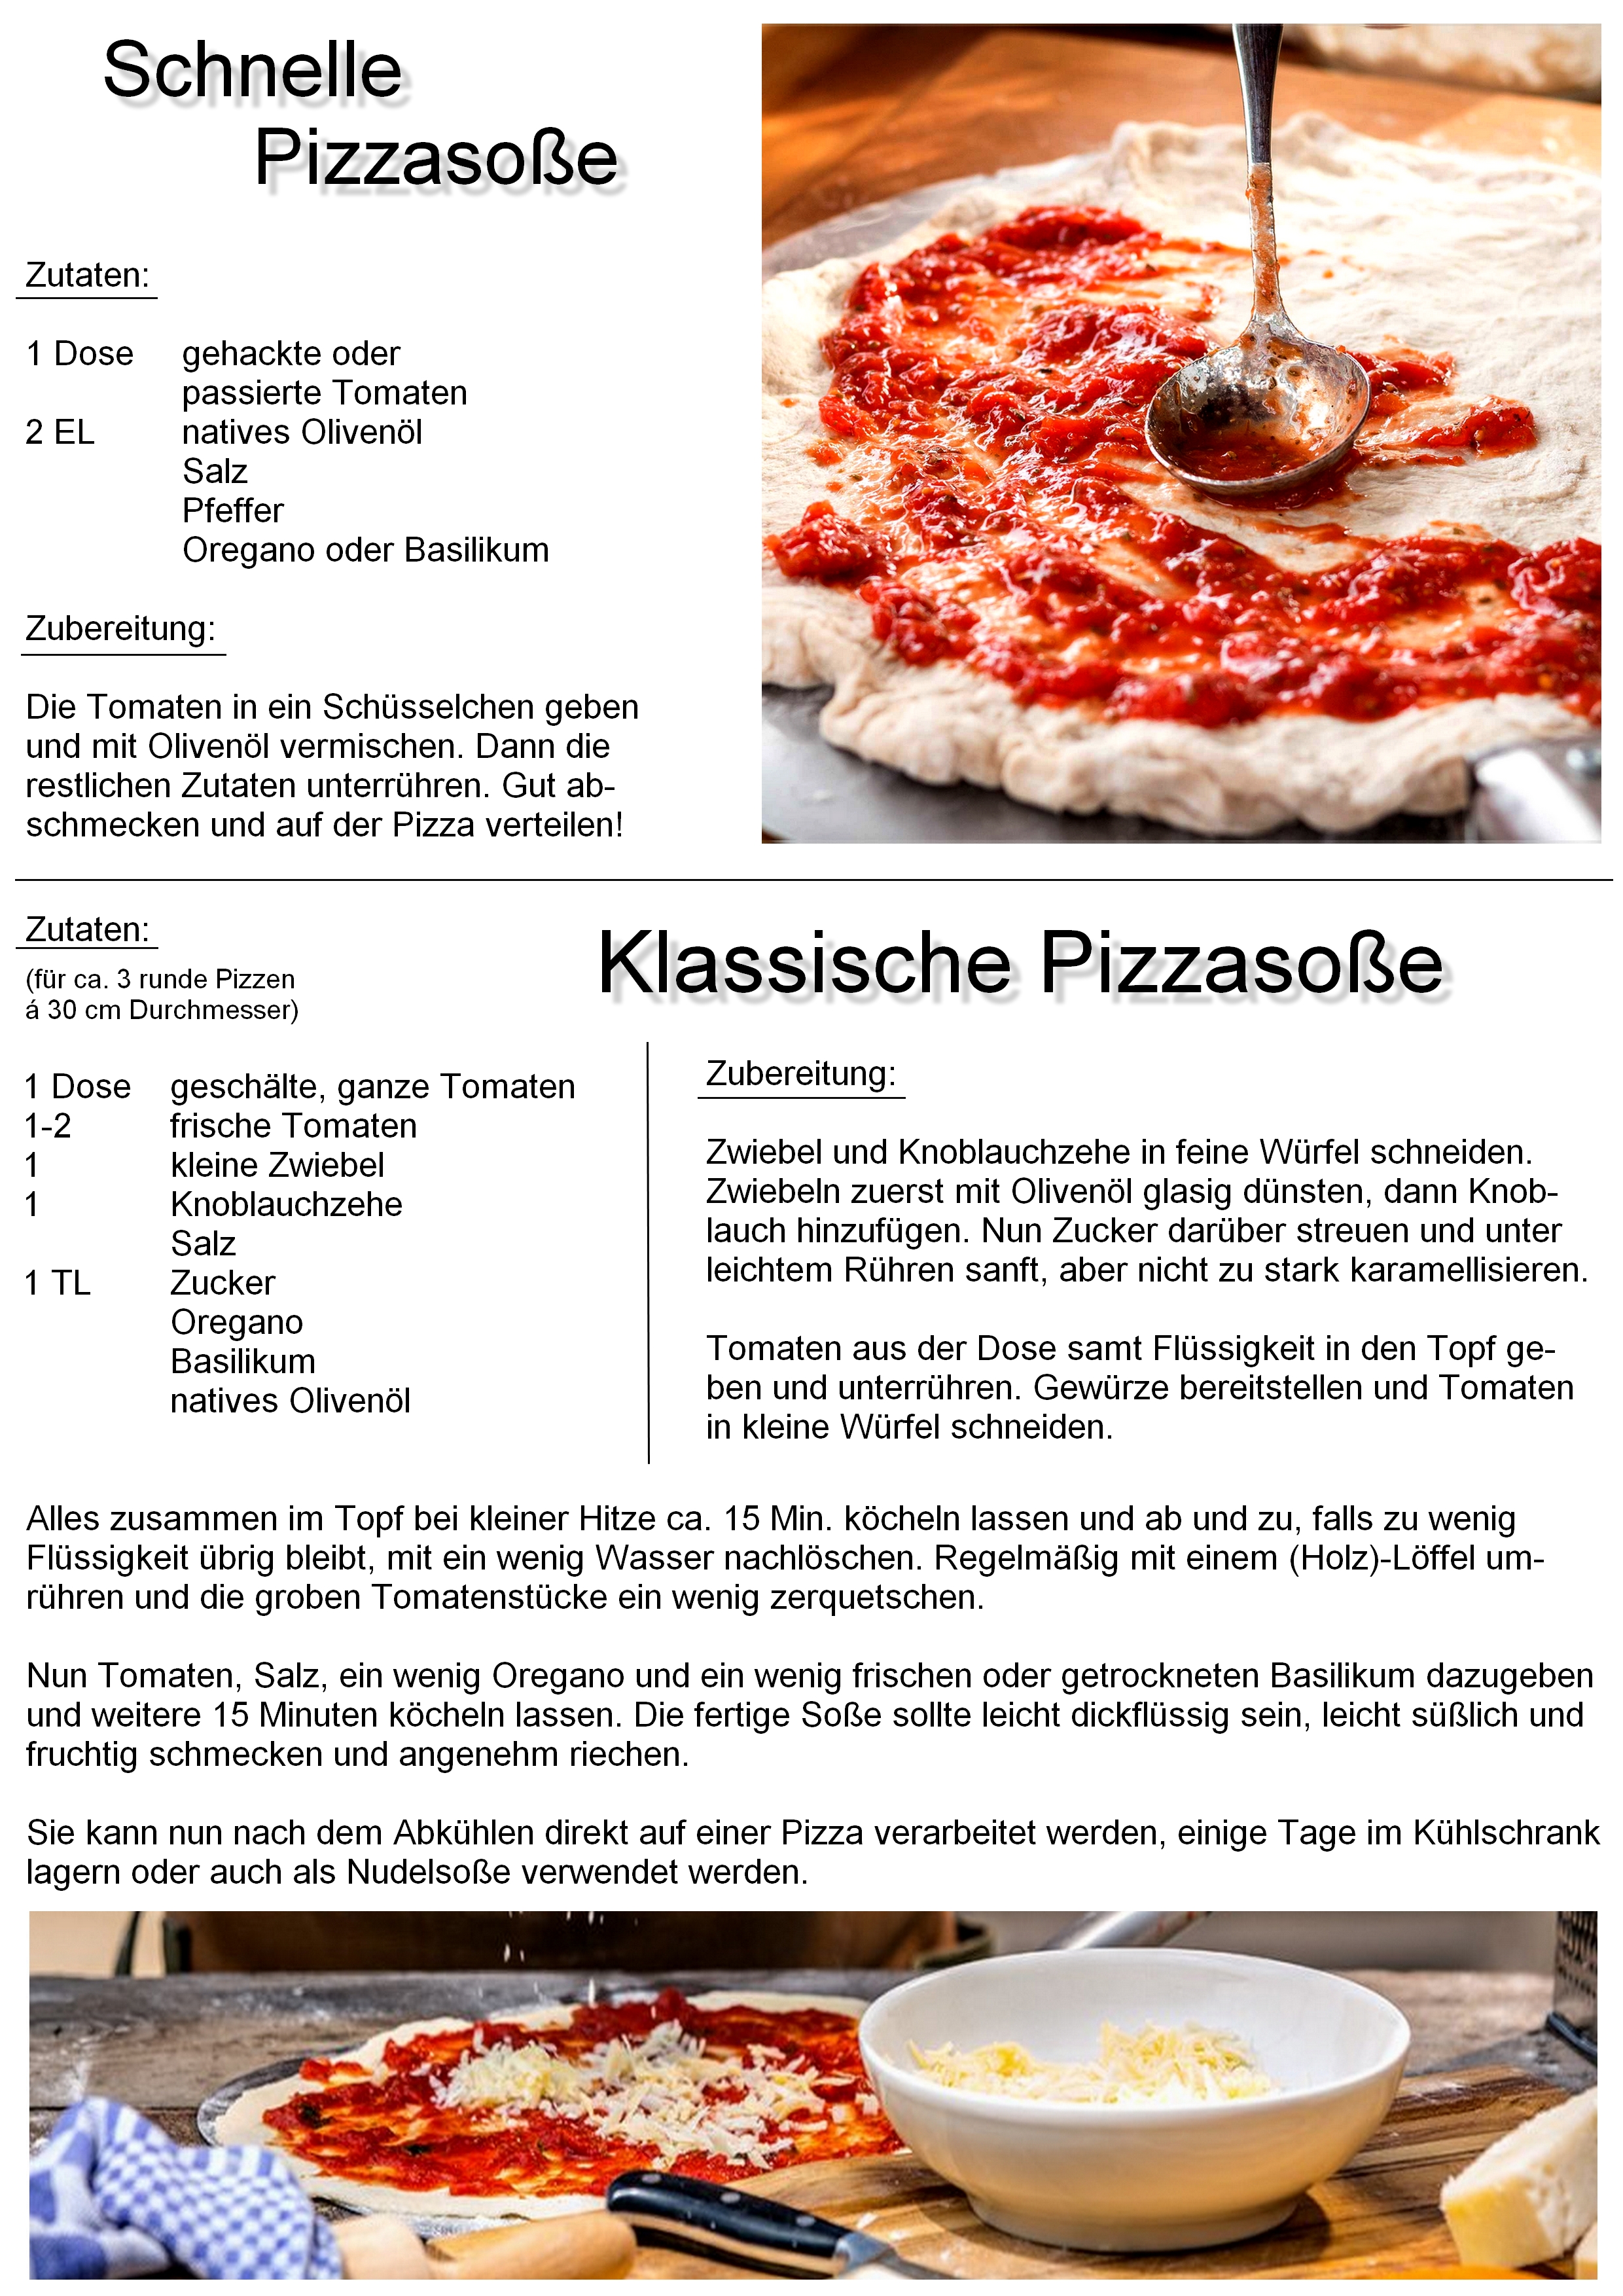 Schnelle
Pizzasoße
Zutaten:
1 Dose gehackte oder
passierte Tomaten
2 EL natives Olivenöl
Salz
Pfeffer
Oregano oder Basilikum
Zubereitung:
Die Tomaten in ein Schüsselchen geben
und mit Olivenöl vermischen. Dann die
restlichen Zutaten unterrühren. Gut ab-
schmecken und auf der Pizza verteilen!
Klassische Pizzasoße
Zutaten:
(für ca. 3 runde Pizzen
á 30 cm Durchmesser)
1 Dose geschälte, ganze Tomaten
1-2 frische Tomaten
1 kleine Zwiebel
1 Knoblauchzehe
Salz
1 TL Zucker
Oregano
Basilikum
natives Olivenöl
Zubereitung:
Zwiebel und Knoblauchzehe in feine Würfel schneiden.
Zwiebeln zuerst mit Olivenöl glasig dünsten, dann Knob-
lauch hinzufügen. Nun Zucker darüber streuen und unter
leichtem Rühren sanft, aber nicht zu stark karamellisieren.
Tomaten aus der Dose samt Flüssigkeit in den Topf ge-
ben und unterrühren. Gewürze bereitstellen und Tomaten
in kleine Würfel schneiden.
Alles zusammen im Topf bei kleiner Hitze ca. 15 Min. köcheln lassen und ab und zu, falls zu wenig
Flüssigkeit übrig bleibt, mit ein wenig Wasser nachlöschen. Regelmäßig mit einem (Holz)-Löffel um-
rühren und die groben Tomatenstücke ein wenig zerquetschen.
Nun Tomaten, Salz, ein wenig Oregano und ein wenig frischen oder getrockneten Basilikum dazugeben
und weitere 15 Minuten köcheln lassen. Die fertige Soße sollte leicht dickflüssig sein, leicht süßlich und
fruchtig schmecken und angenehm riechen.
Sie kann nun nach dem Abkühlen direkt auf einer Pizza verarbeitet werden, einige Tage im Kühlschrank
lagern oder auch als Nudelsoße verwendet werden.